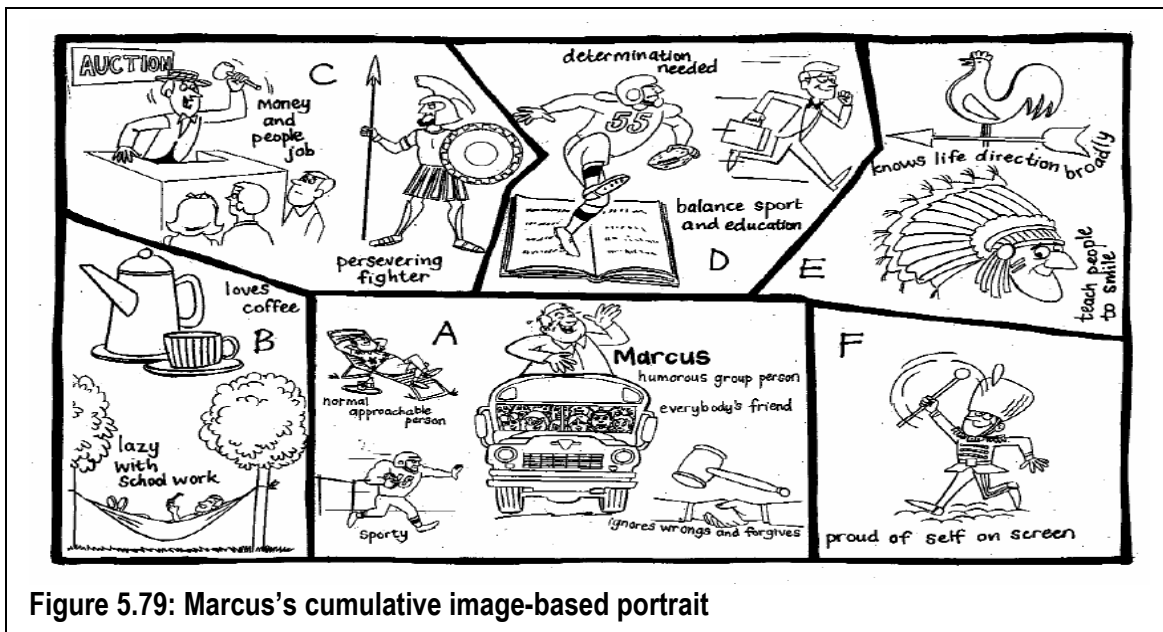 AUCTION
C
Money
and
people
job
persevering
fighter
determination
needed
55
balance sport
and education
D
E
knows life direction broadly
teach people
to smile
loves
coffee
B
lazy
with
School work
A
normal
approachable
person
Sporty
Marcus
humorous group person
everybody's friend
ignores wrongs and forgives
F
proud of self on screen
Figure 5.79: Marcus's cumulative image-based portrait